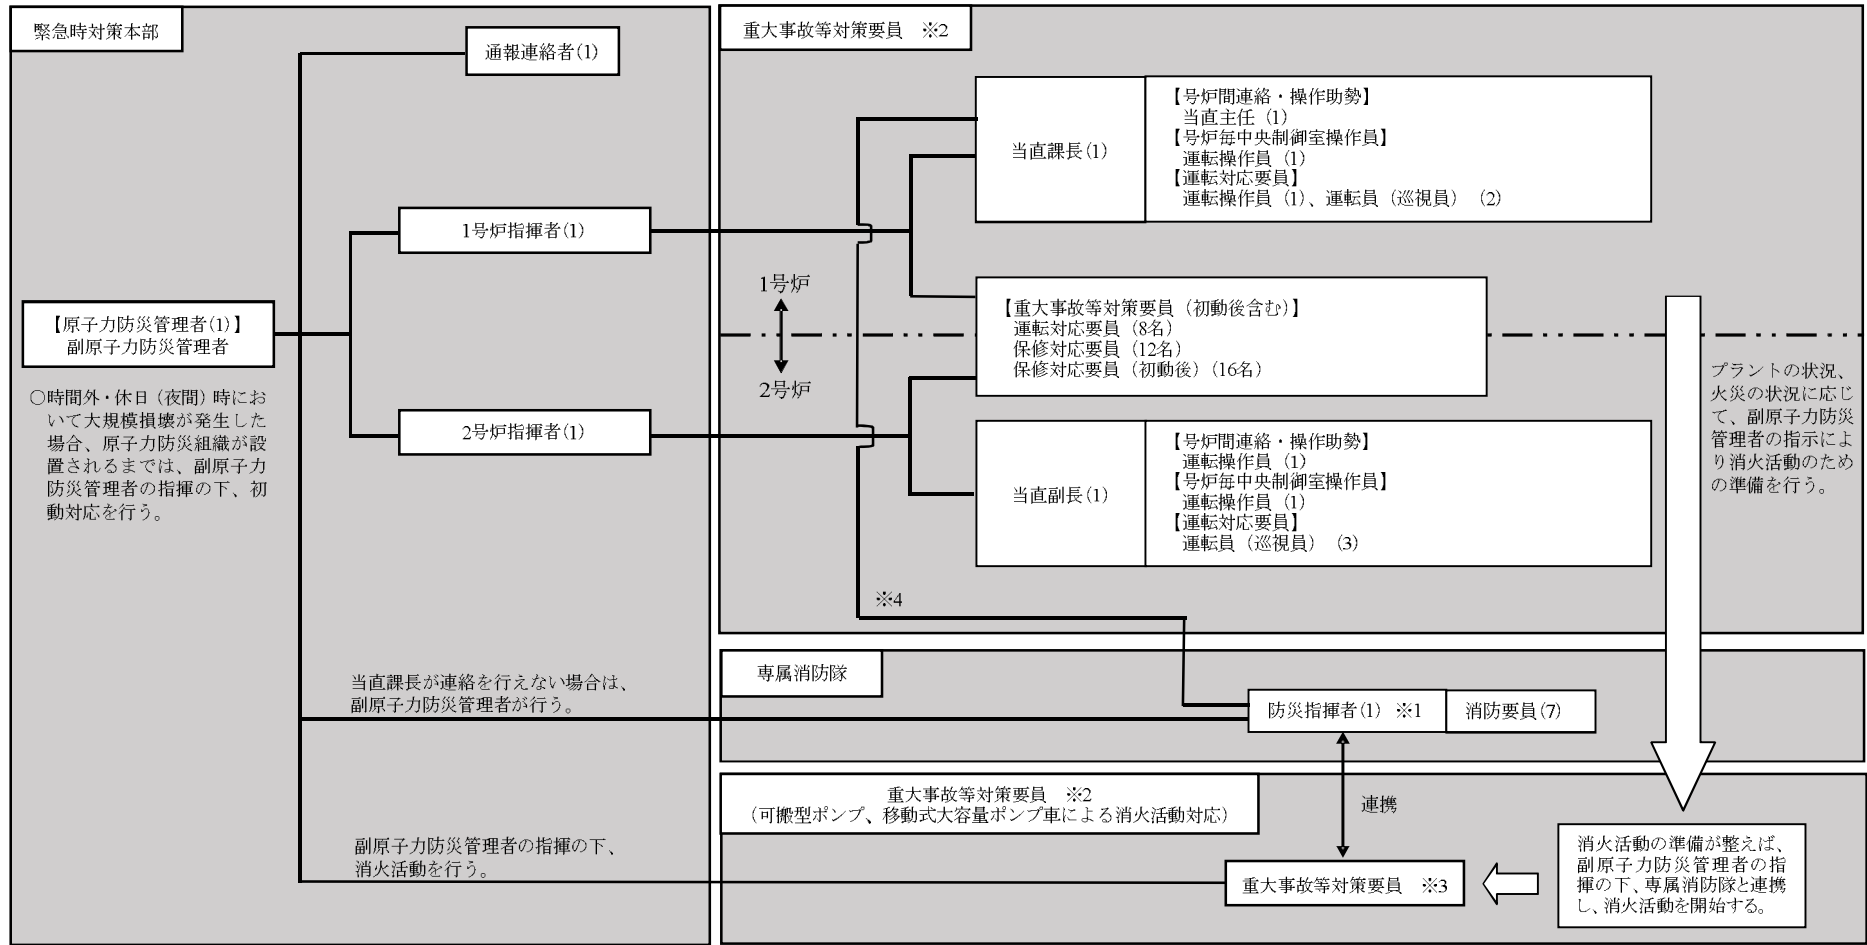 緊急時対策本部
通報連絡者(1)
1号炉指揮者(1)
【原子力防災管理者(1)】
副原子力防災管理者
○時間外・休日(夜間)時にお
いて大規模損壊が発生した
場合、原子力防災組織が設
置されるまでは、副原子力
防災管理者の指揮の下、初
動対応を行う。
2号炉指揮者(1)
当直課長が連絡を行えない場合は、
副原子力防災管理者が行う。
副原子力防災管理者の指揮の下、
消火活動を行う。
重大事故等対策要員 ※2
当直課長(1)
【号炉間連絡・操作助勢】
当直主任(1)
【号炉毎中央制御室操作員】
運転操作員(1)
【運転対応要員】
運転操作員(1)、運転員(巡視員)(2)
1号炉
2号炉
【重大事故等対策要員(初動後含む)】
運転対応要員(8名)
保修対応要員(12名)
保修対応要員(初動後)(16名)
当直副長(1)
【号炉間連絡・操作助勢】
運転操作員(1)
【号炉毎中央制御室操作員】
運転操作員(1)
【運転対応要員】
運転員(巡視員)(3)
※4
プラントの状況、
火災の状況に応じ
て、副原子力防災
管理者の指示によ
り消火活動のため
の準備を行う。
専属消防隊
防災指揮者(1) ※1
消防要員(7)
重大事故等対策要員 ※2
(可搬型ポンプ、移動式大容量ポンプ車による消火活動対応)
連携
重大事故等対策要員 ※3
消火活動の準備が整えば、
副原子力防災管理者の指
揮の下、専属消防隊と連携
し、消火活動を開始する。